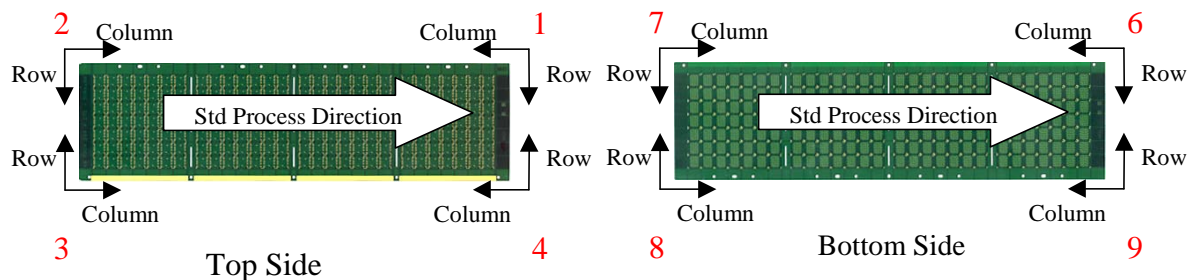 2 Column Column 1
7 Column Column 6
Row Row
Row Row
Std Process Direction
Std Process Direction
Row Row
Row Row
Column Column
Column Column
3 4
8 9
Top Side
Bottom Side